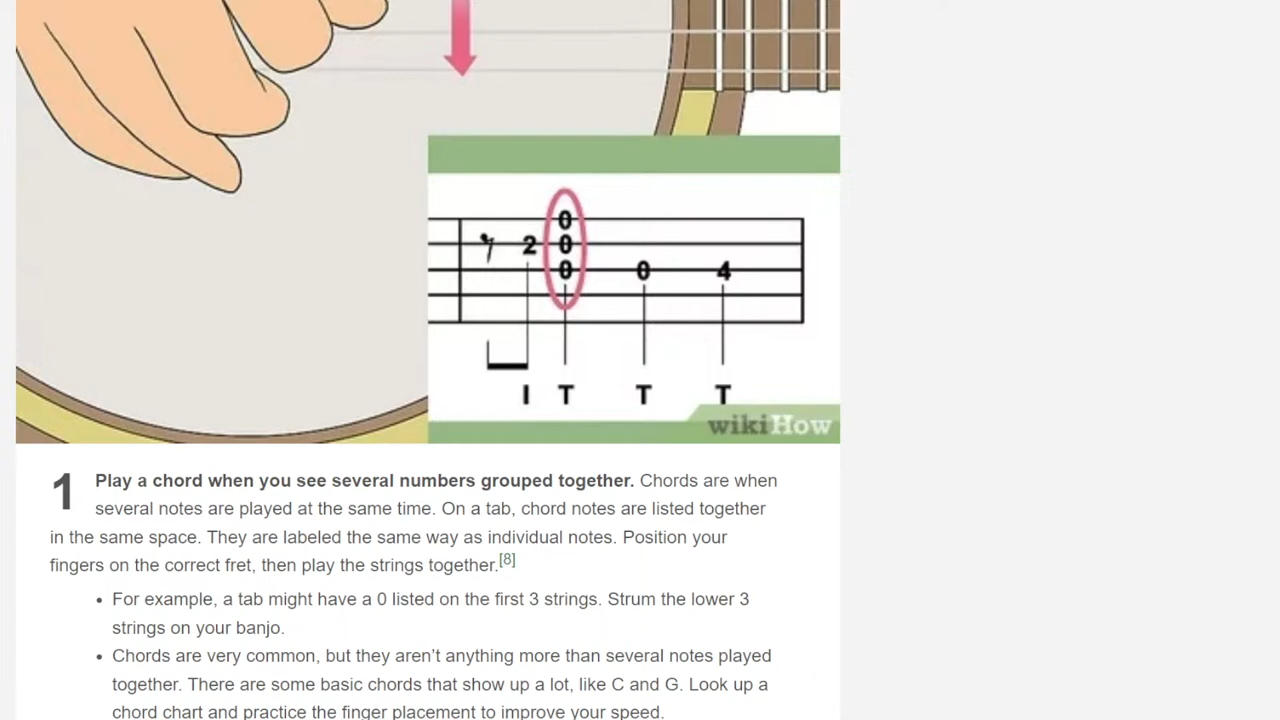 0
2 0
0 0 4
I T T T
wikiHow
1 Play a chord when you see several numbers grouped together. Chords are when
several notes are played at the same time. On a tab, chord notes are listed together
in the same space. They are labeled the same way as individual notes. Position your
fingers on the correct fret, then play the strings together.[8]
• For example, a tab might have a 0 listed on the first 3 strings. Strum the lower 3
strings on your banjo.
• Chords are very common, but they aren’t anything more than several notes played
together. There are some basic chords that show up a lot, like C and G. Look up a
chord chart and practice the finger placement to improve your speed.